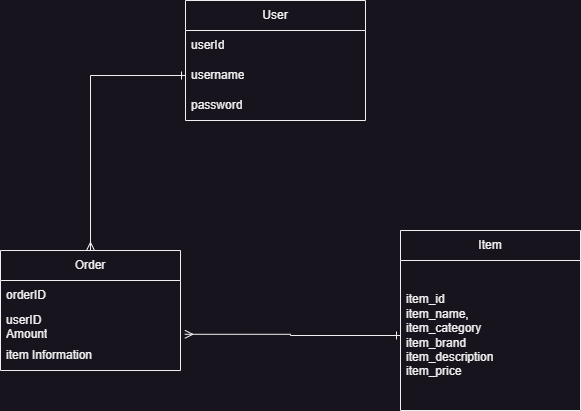 User
userId
username
password
Order
orderID
userID
Amount
item Information
Item
item_id
item_name,
item_category
item_brand
item_description
item_price